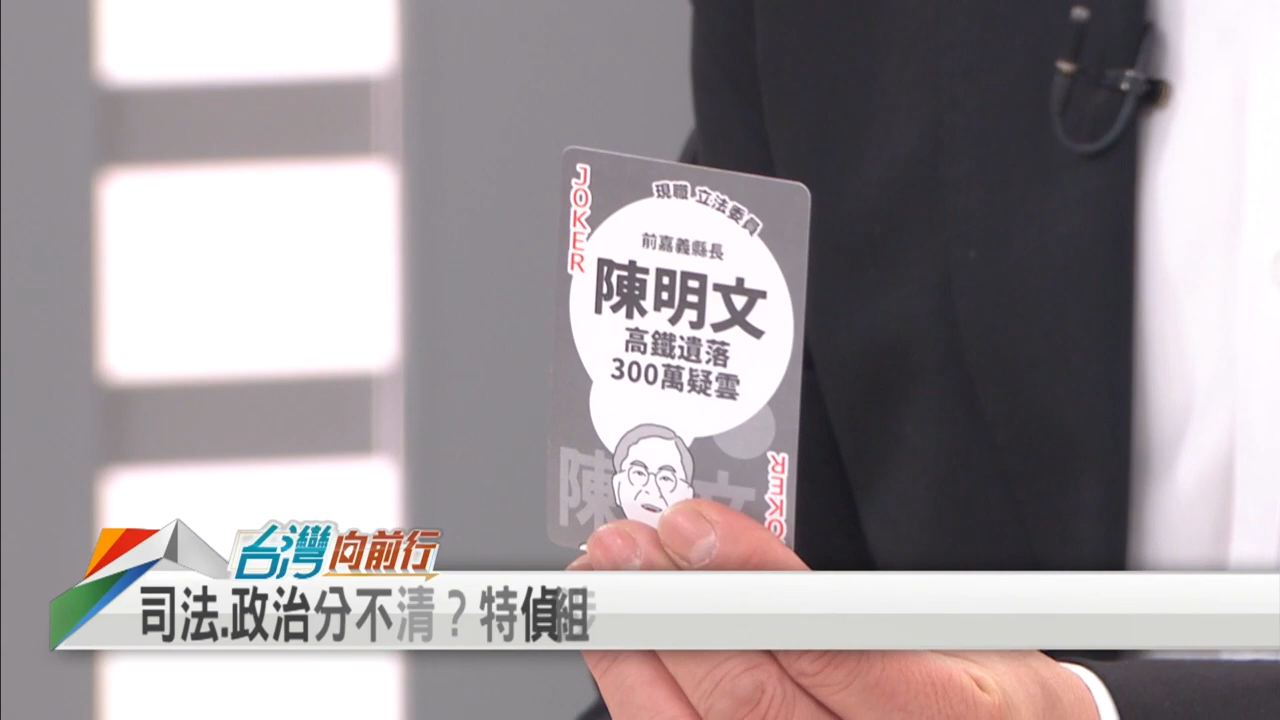 JOKER
現職 立法委員
前嘉義縣長
陳明文
高鐵遺落
300萬疑雲
陳 文
JOKE
台灣向前行
司法.政治分不清？特偵組